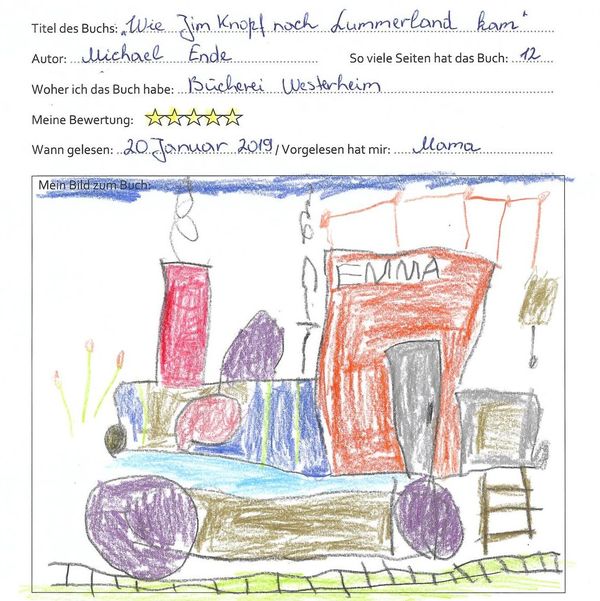 Titel des Buchs: „Wie Jim Knopf nach Lummerland kam“
Autor: Michael Ende So viele Seiten hat das Buch: 12
Woher ich das Buch habe: Bücherei Westerheim
Meine Bewertung:
Wann gelesen: 20. Januar 2019 / Vorgelesen hat mir: Mama
Mein Bild zum Buch:
EMMA